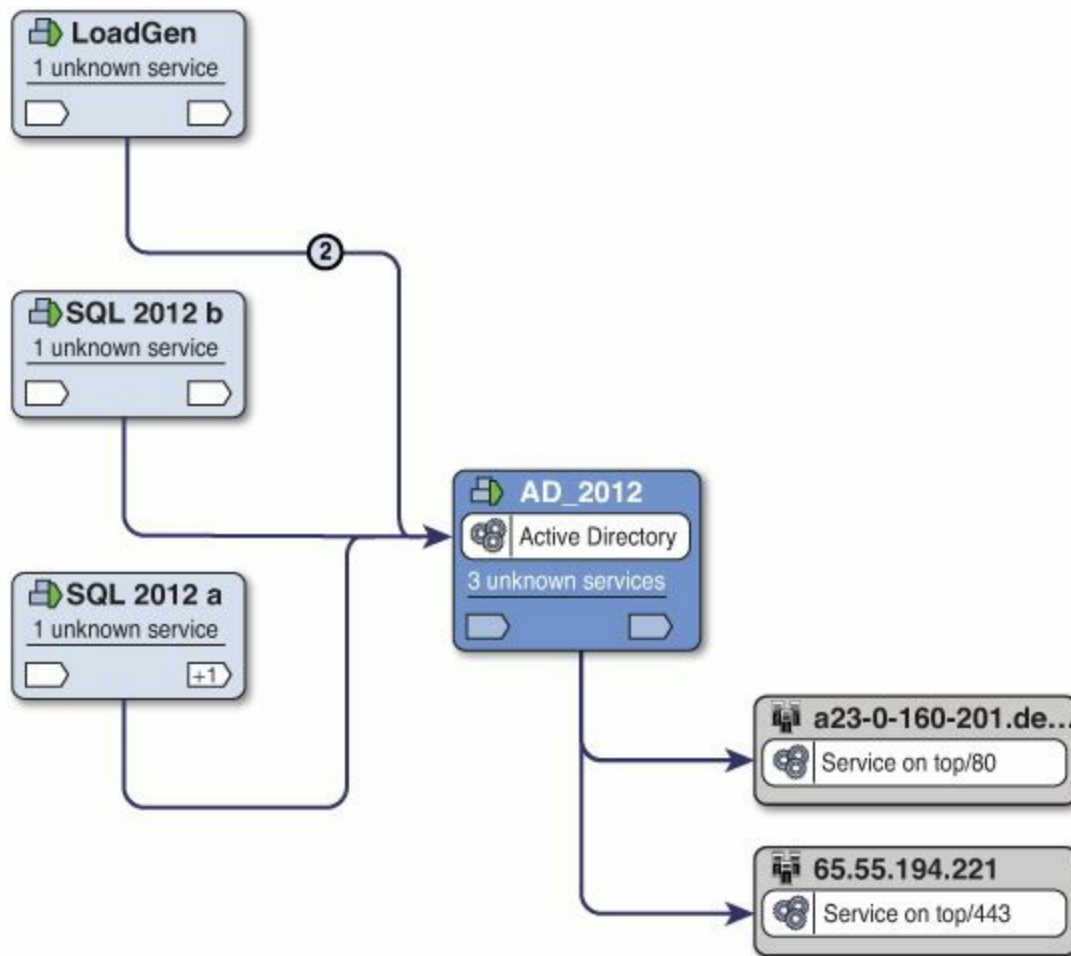 LoadGen
1 unknown service
2
SQL 2012 b
1 unknown service
AD_2012
Active Directory
3 unknown services
SQL 2012 a
1 unknown service
+1
a23-0-160-201.de...
Service on top/80
65.55.194.221
Service on top/443